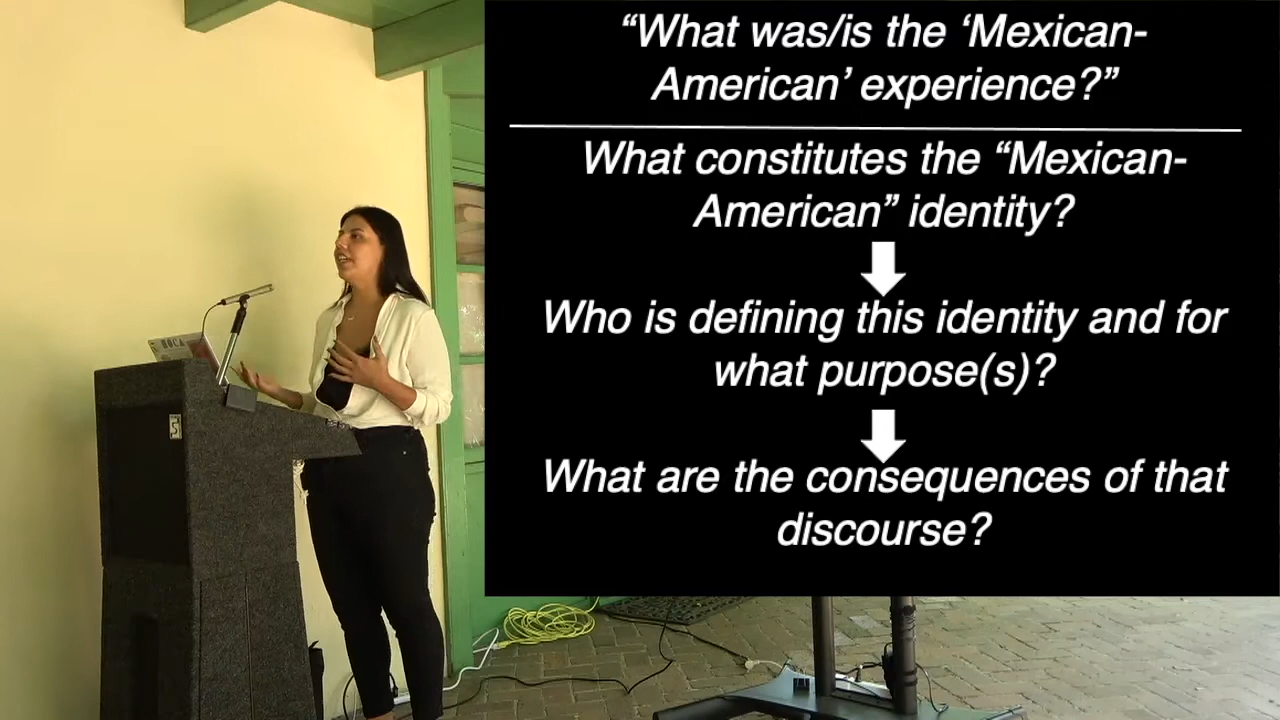 “What was/is the ‘Mexican-
American’ experience?”
What constitutes the “Mexican-
American” identity?
Who is defining this identity and for
what purpose(s)?
What are the consequences of that
discourse?